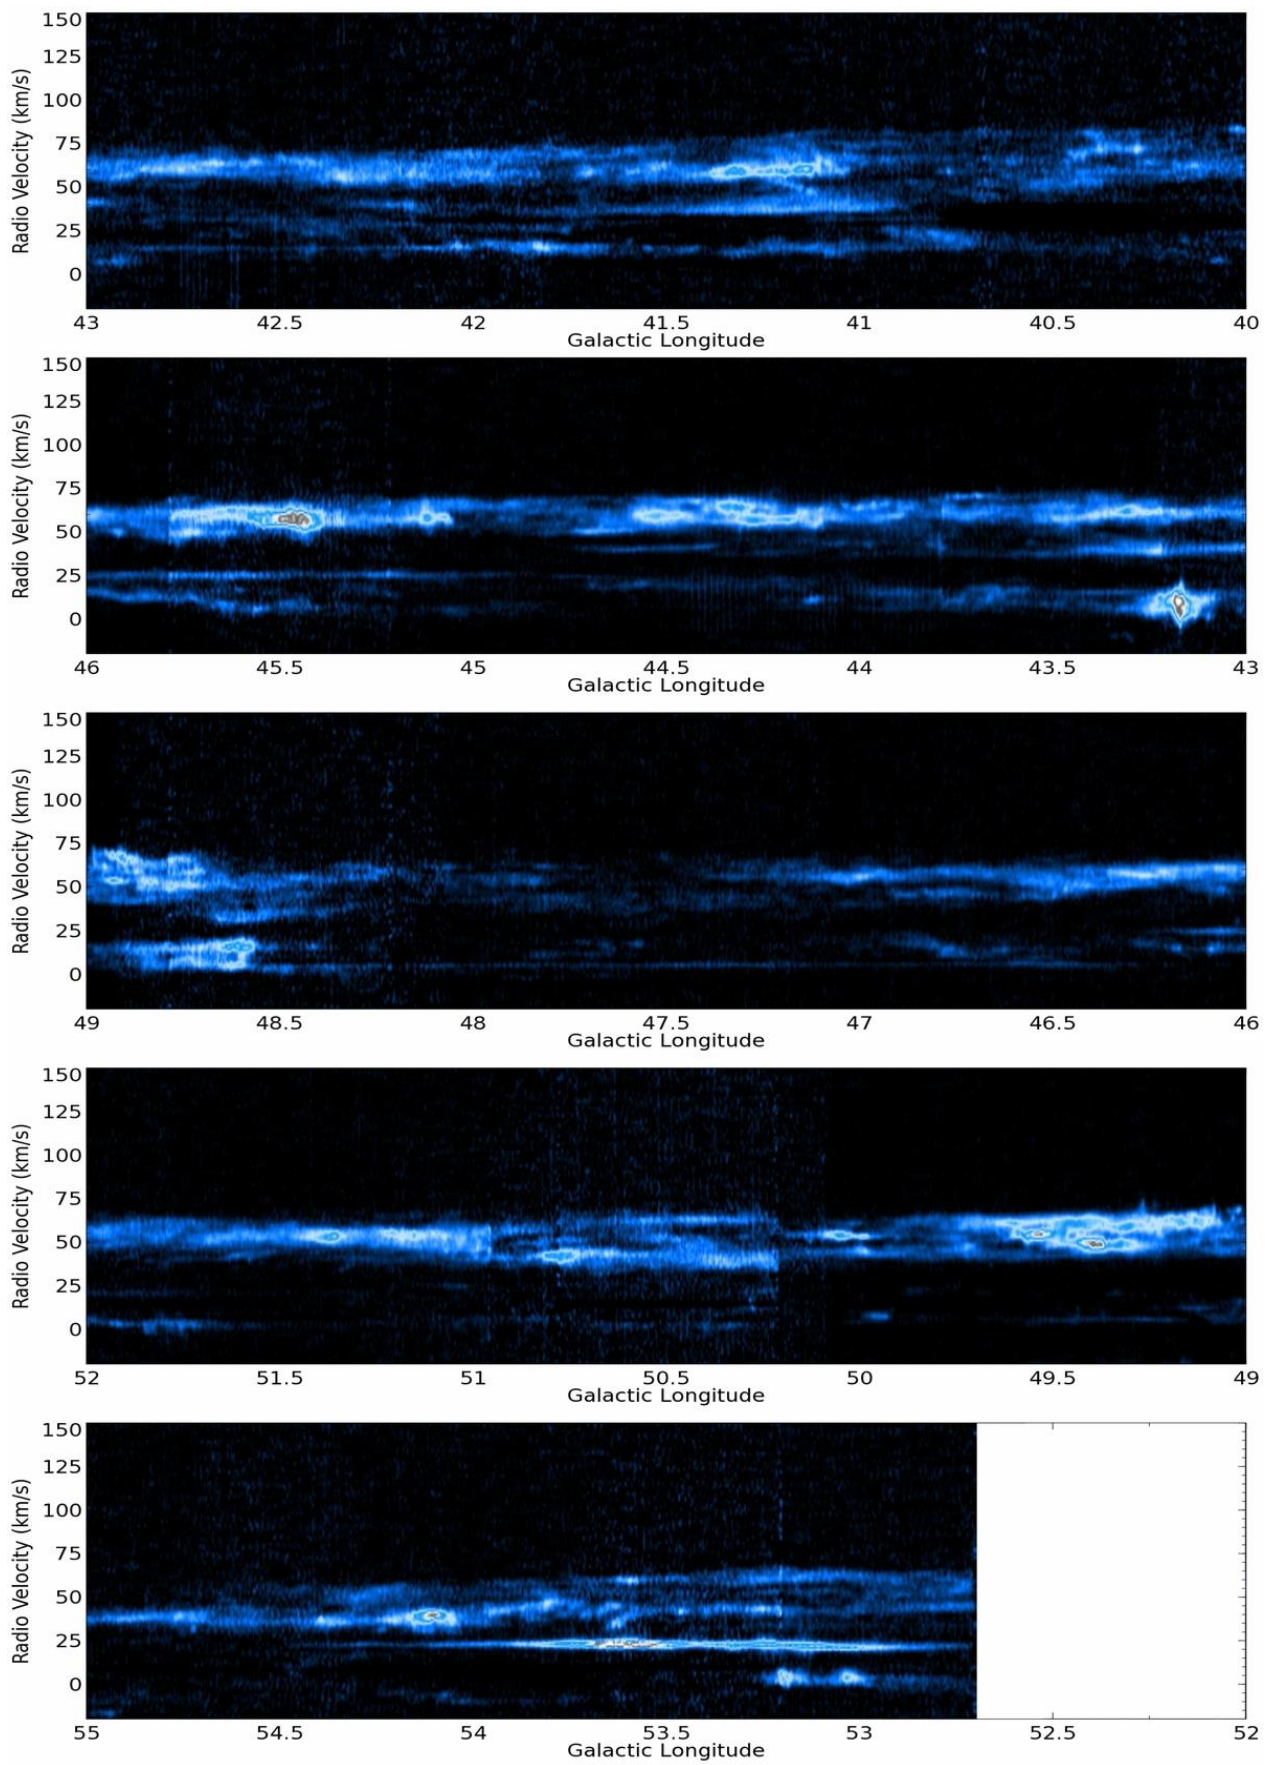 150
125
100
75
50
25
0
Radio Velocity (km/s)
43 42.5 42 41.5 41 40.5 40
Galactic Longitude
150
125
100
75
50
25
0
Radio Velocity (km/s)
46 45.5 45 44.5 44 43.5 43
Galactic Longitude
150
125
100
75
50
25
0
Radio Velocity (km/s)
49 48.5 48 47.5 47 46.5 46
Galactic Longitude
150
125
100
75
50
25
0
Radio Velocity (km/s)
52 51.5 51 50.5 50 49.5 49
Galactic Longitude
150
125
100
75
50
25
0
Radio Velocity (km/s)
55 54.5 54 53.5 53 52.5 52
Galactic Longitude